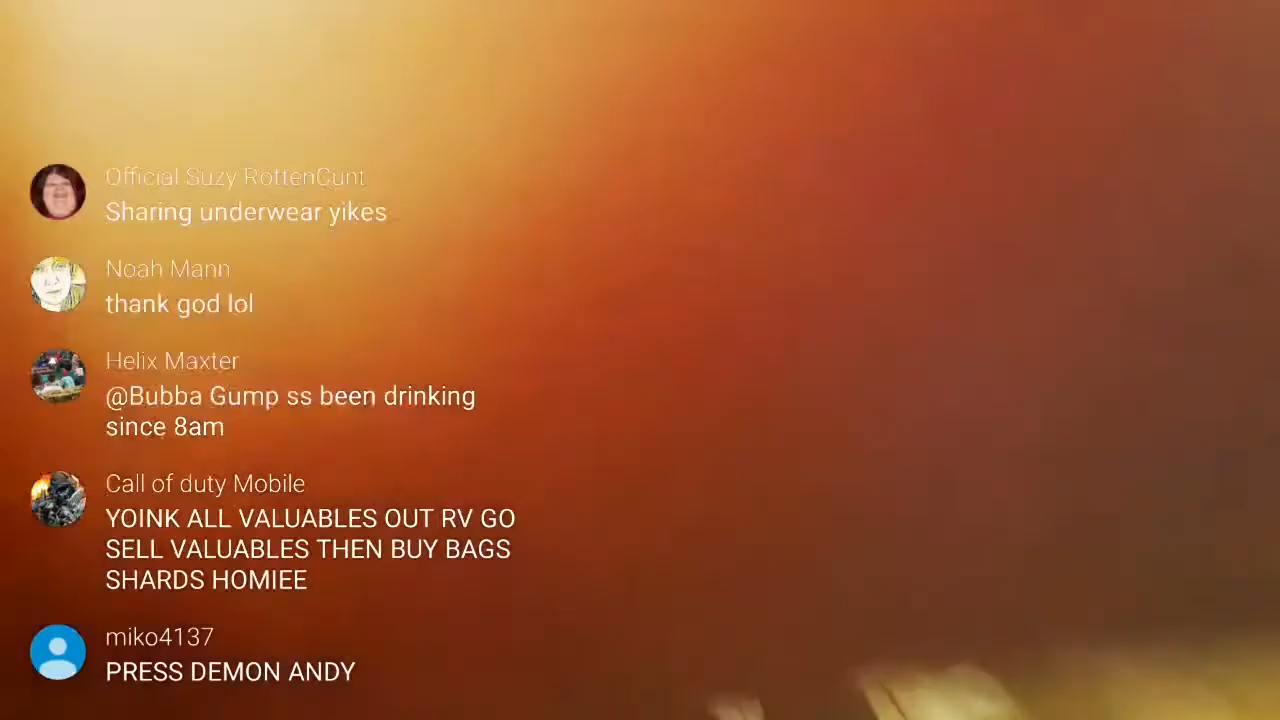 Official Suzy RottenCunt
Sharing underwear yikes
Noah Mann
thank god lol
Helix Maxter
@Bubba Gump ss been drinking
since 8am
Call of duty Mobile
YOINK ALL VALUABLES OUT RV GO
SELL VALUABLES THEN BUY BAGS
SHARDS HOMIEE
miko4137
PRESS DEMON ANDY